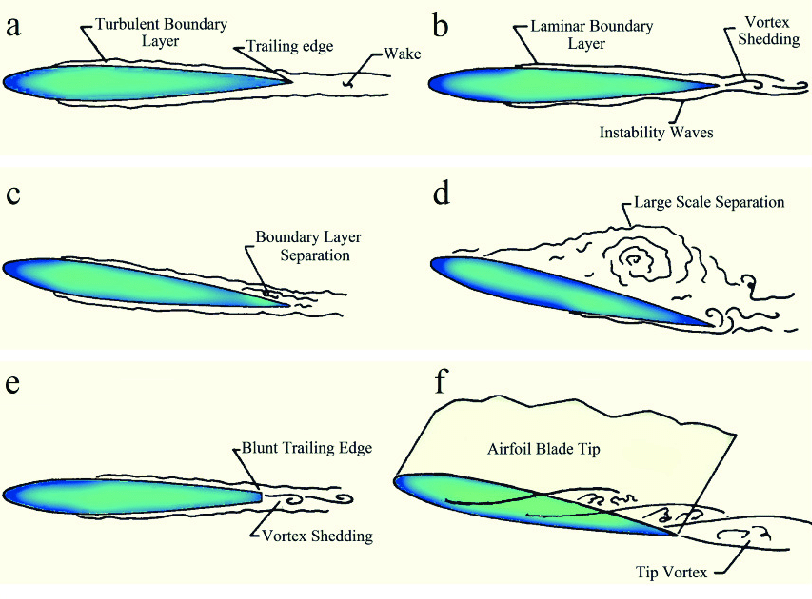 a
Turbulent Boundary
Layer
Trailing edge
Wake
b
Laminar Boundary
Layer
Vortex
Shedding
Instability Waves
c
Boundary Layer
Separation
d
Large Scale Separation
e
Blunt Trailing Edge
Vortex Shedding
f
Airfoil Blade Tip
Tip Vortex